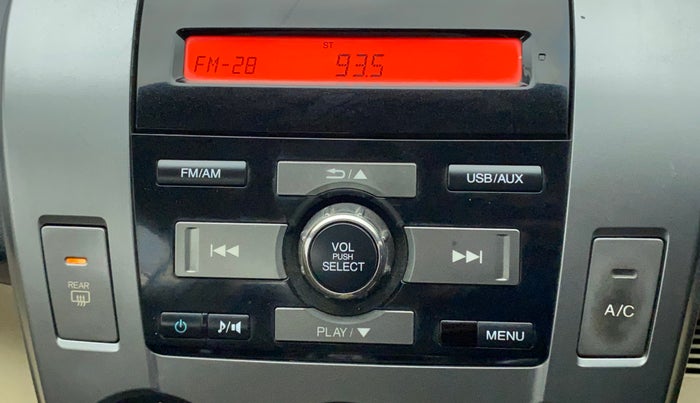 ST
FM-28 93.5
FM/AM
USB/AUX
VOL
PUSH
SELECT
REAR
A/C
PLAY/
MENU